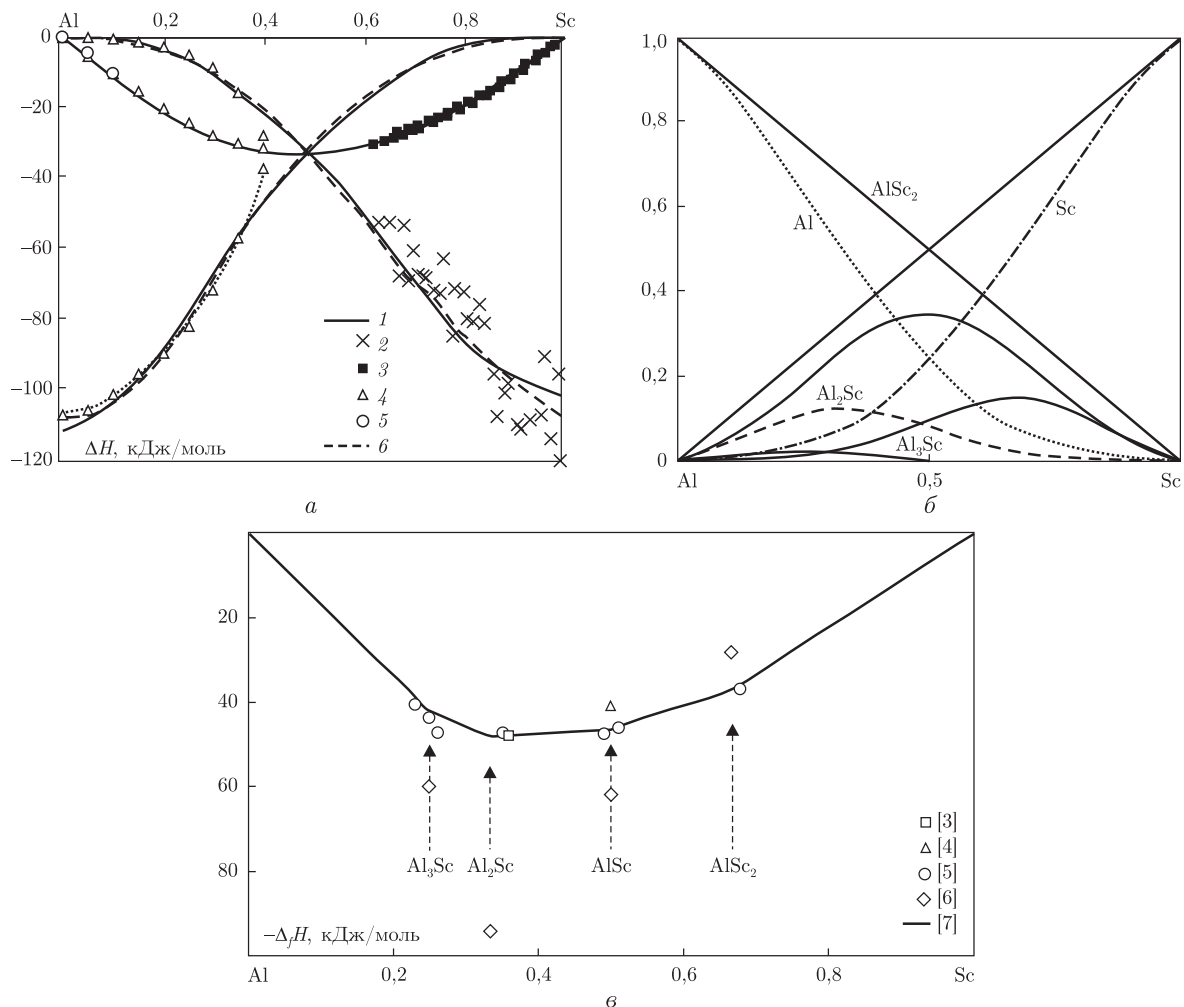 Al 0,2 0,4 0,6 0,8 Sc
0
–20
–40
–60
–80
–100
–120
1
2
3
4
5
6
ΔH, кДж/моль
а
1,0
0,8
0,6
0,4
0,2
0
AlSc₂
Al
Sc
Al₂Sc
Al₃Sc
Al 0,5 Sc
б
20
40
60
80
Al₃Sc Al₂Sc AlSc AlSc₂
[3]
[4]
[5]
[6]
[7]
–ΔfH, кДж/моль
Al 0,2 0,4 0,6 0,8 Sc
в